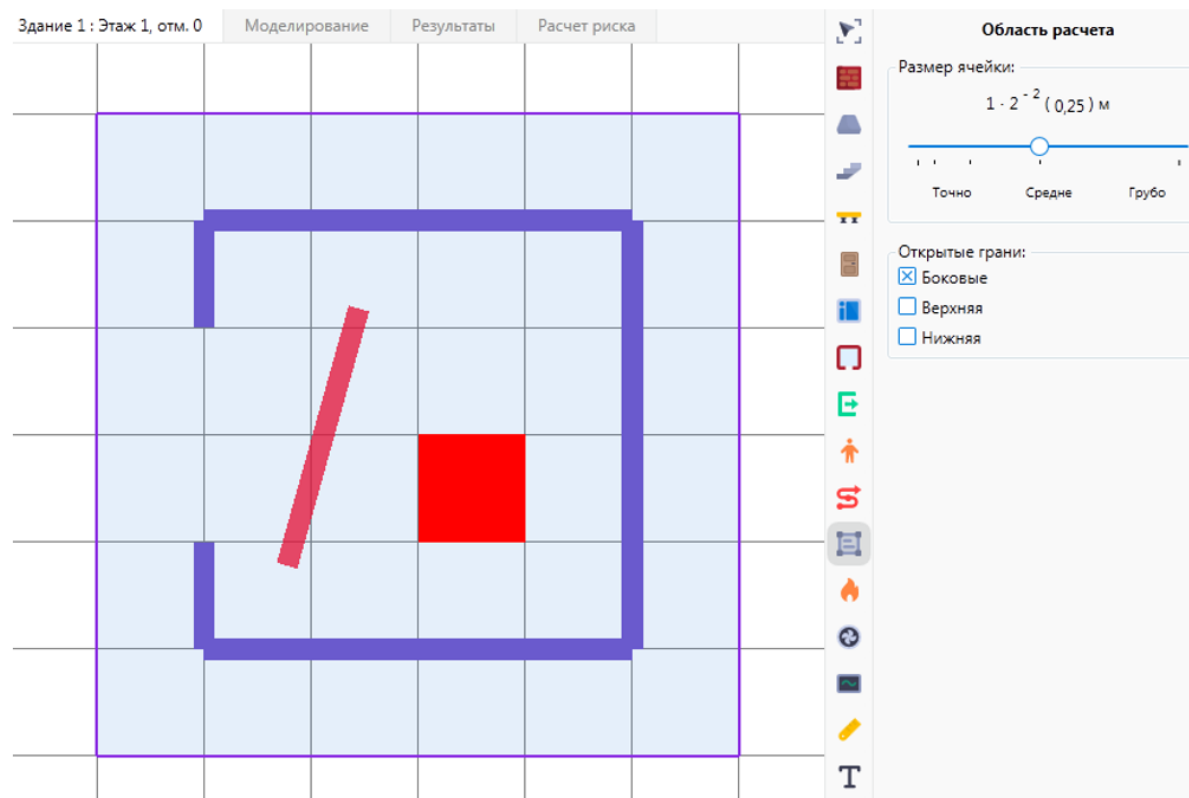 Здание 1 : Этаж 1, отм. 0
Моделирование
Результаты
Расчет риска
Область расчета
Размер ячейки:
1 · 2⁻² ( 0,25 ) м
Точно
Средне
Грубо
Открытые грани:
Боковые
Верхняя
Нижняя
T